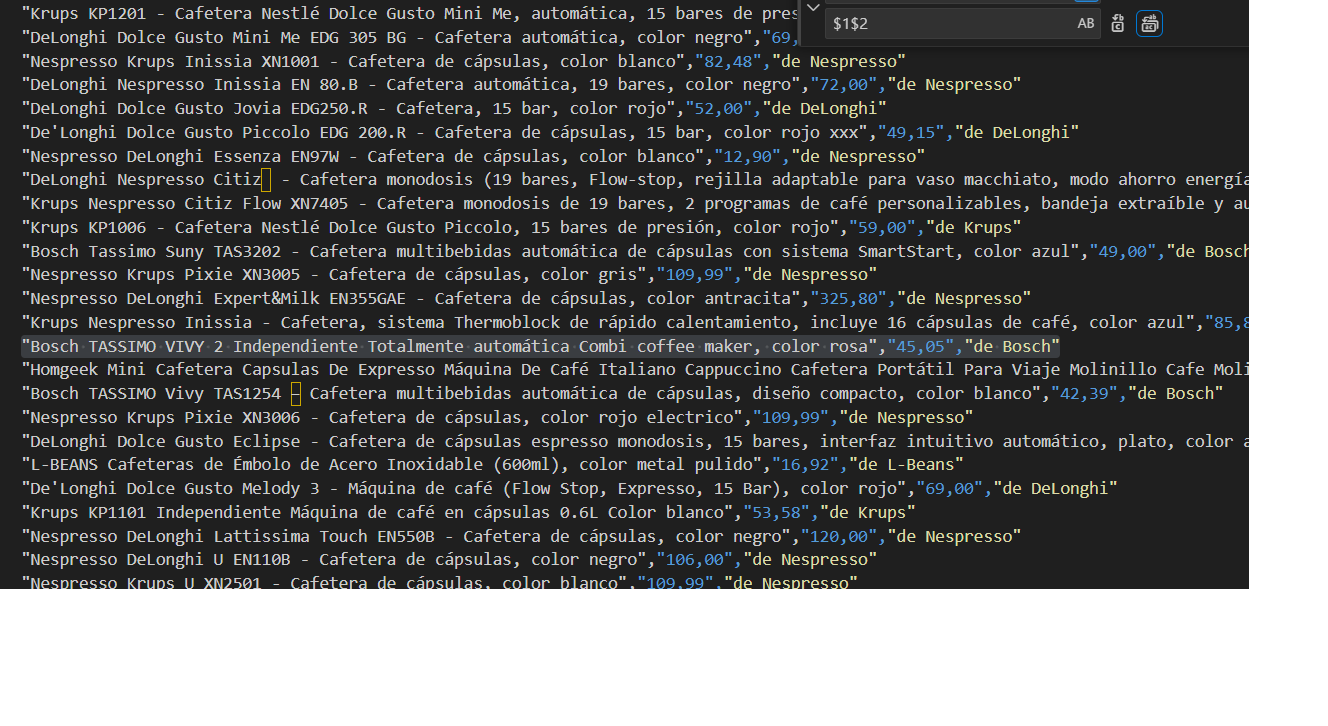 "Krups KP1201 - Cafetera Nestlé Dolce Gusto Mini Me, automática, 15 bares de pres
$1$2 AB
"DeLonghi Dolce Gusto Mini Me EDG 305 BG - Cafetera automática, color negro","69,
"Nespresso Krups Inissia XN1001 - Cafetera de cápsulas, color blanco","82,48","de Nespresso"
"DeLonghi Nespresso Inissia EN 80.B - Cafetera automática, 19 bares, color negro","72,00","de Nespresso"
"DeLonghi Dolce Gusto Jovia EDG250.R - Cafetera, 15 bar, color rojo","52,00","de DeLonghi"
"De'Longhi Dolce Gusto Piccolo EDG 200.R - Cafetera de cápsulas, 15 bar, color rojo xxx","49,15","de DeLonghi"
"Nespresso DeLonghi Essenza EN97W - Cafetera de cápsulas, color blanco","12,90","de Nespresso"
"DeLonghi Nespresso Citiz  - Cafetera monodosis (19 bares, Flow-stop, rejilla adaptable para vaso macchiato, modo ahorro energía
"Krups Nespresso Citiz Flow XN7405 - Cafetera monodosis de 19 bares, 2 programas de café personalizables, bandeja extraíble y au
"Krups KP1006 - Cafetera Nestlé Dolce Gusto Piccolo, 15 bares de presión, color rojo","59,00","de Krups"
"Bosch Tassimo Suny TAS3202 - Cafetera multibebidas automática de cápsulas con sistema SmartStart, color azul","49,00","de Bosch
"Nespresso Krups Pixie XN3005 - Cafetera de cápsulas, color gris","109,99","de Nespresso"
"Nespresso DeLonghi Expert&Milk EN355GAE - Cafetera de cápsulas, color antracita","325,80","de Nespresso"
"Krups Nespresso Inissia - Cafetera, sistema Thermoblock de rápido calentamiento, incluye 16 cápsulas de café, color azul","85,8
"Bosch TASSIMO VIVY 2 Independiente Totalmente automática Combi coffee maker, color rosa","45,05","de Bosch"
"Homgeek Mini Cafetera Capsulas De Expresso Máquina De Café Italiano Cappuccino Cafetera Portátil Para Viaje Molinillo Cafe Moli
"Bosch TASSIMO Vivy TAS1254 – Cafetera multibebidas automática de cápsulas, diseño compacto, color blanco","42,39","de Bosch"
"Nespresso Krups Pixie XN3006 - Cafetera de cápsulas, color rojo electrico","109,99","de Nespresso"
"DeLonghi Dolce Gusto Eclipse - Cafetera de cápsulas espresso monodosis, 15 bares, interfaz intuitivo automático, plato, color a
"L-BEANS Cafeteras de Émbolo de Acero Inoxidable (600ml), color metal pulido","16,92","de L-Beans"
"De'Longhi Dolce Gusto Melody 3 - Máquina de café (Flow Stop, Expresso, 15 Bar), color rojo","69,00","de DeLonghi"
"Krups KP1101 Independiente Máquina de café en cápsulas 0.6L Color blanco","53,58","de Krups"
"Nespresso DeLonghi Lattissima Touch EN550B - Cafetera de cápsulas, color negro","120,00","de Nespresso"
"Nespresso DeLonghi U EN110B - Cafetera de cápsulas, color negro","106,00","de Nespresso"
"Nespresso Krups U XN2501 - Cafetera de cápsulas, color blanco","109,99","de Nespresso"